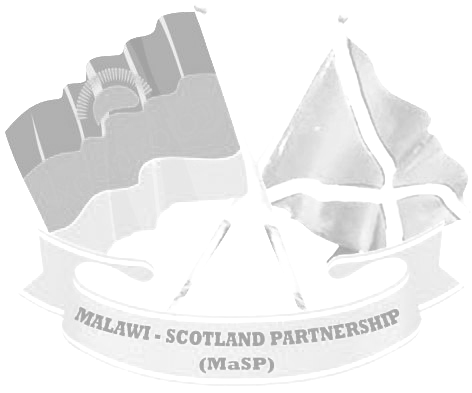 MALAWI - SCOTLAND PARTNERSHIP
(MaSP)